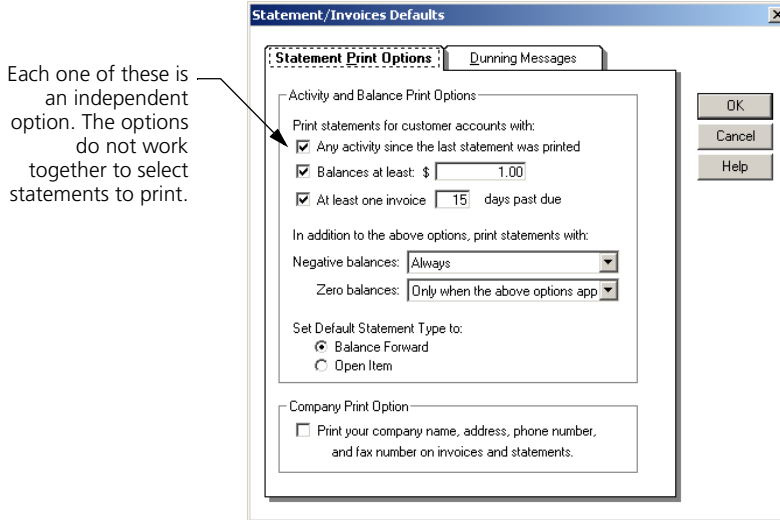 Statement/Invoices Defaults
Each one of these is
an independent
option. The options
do not work
together to select
statements to print.
Statement Print Options
Dunning Messages
Activity and Balance Print Options
Print statements for customer accounts with:
Any activity since the last statement was printed
Balances at least: $ 1.00
At least one invoice 15 days past due
In addition to the above options, print statements with:
Negative balances: Always
Zero balances: Only when the above options app
Set Default Statement Type to:
Balance Forward
Open Item
Company Print Option
Print your company name, address, phone number,
and fax number on invoices and statements.
OK
Cancel
Help